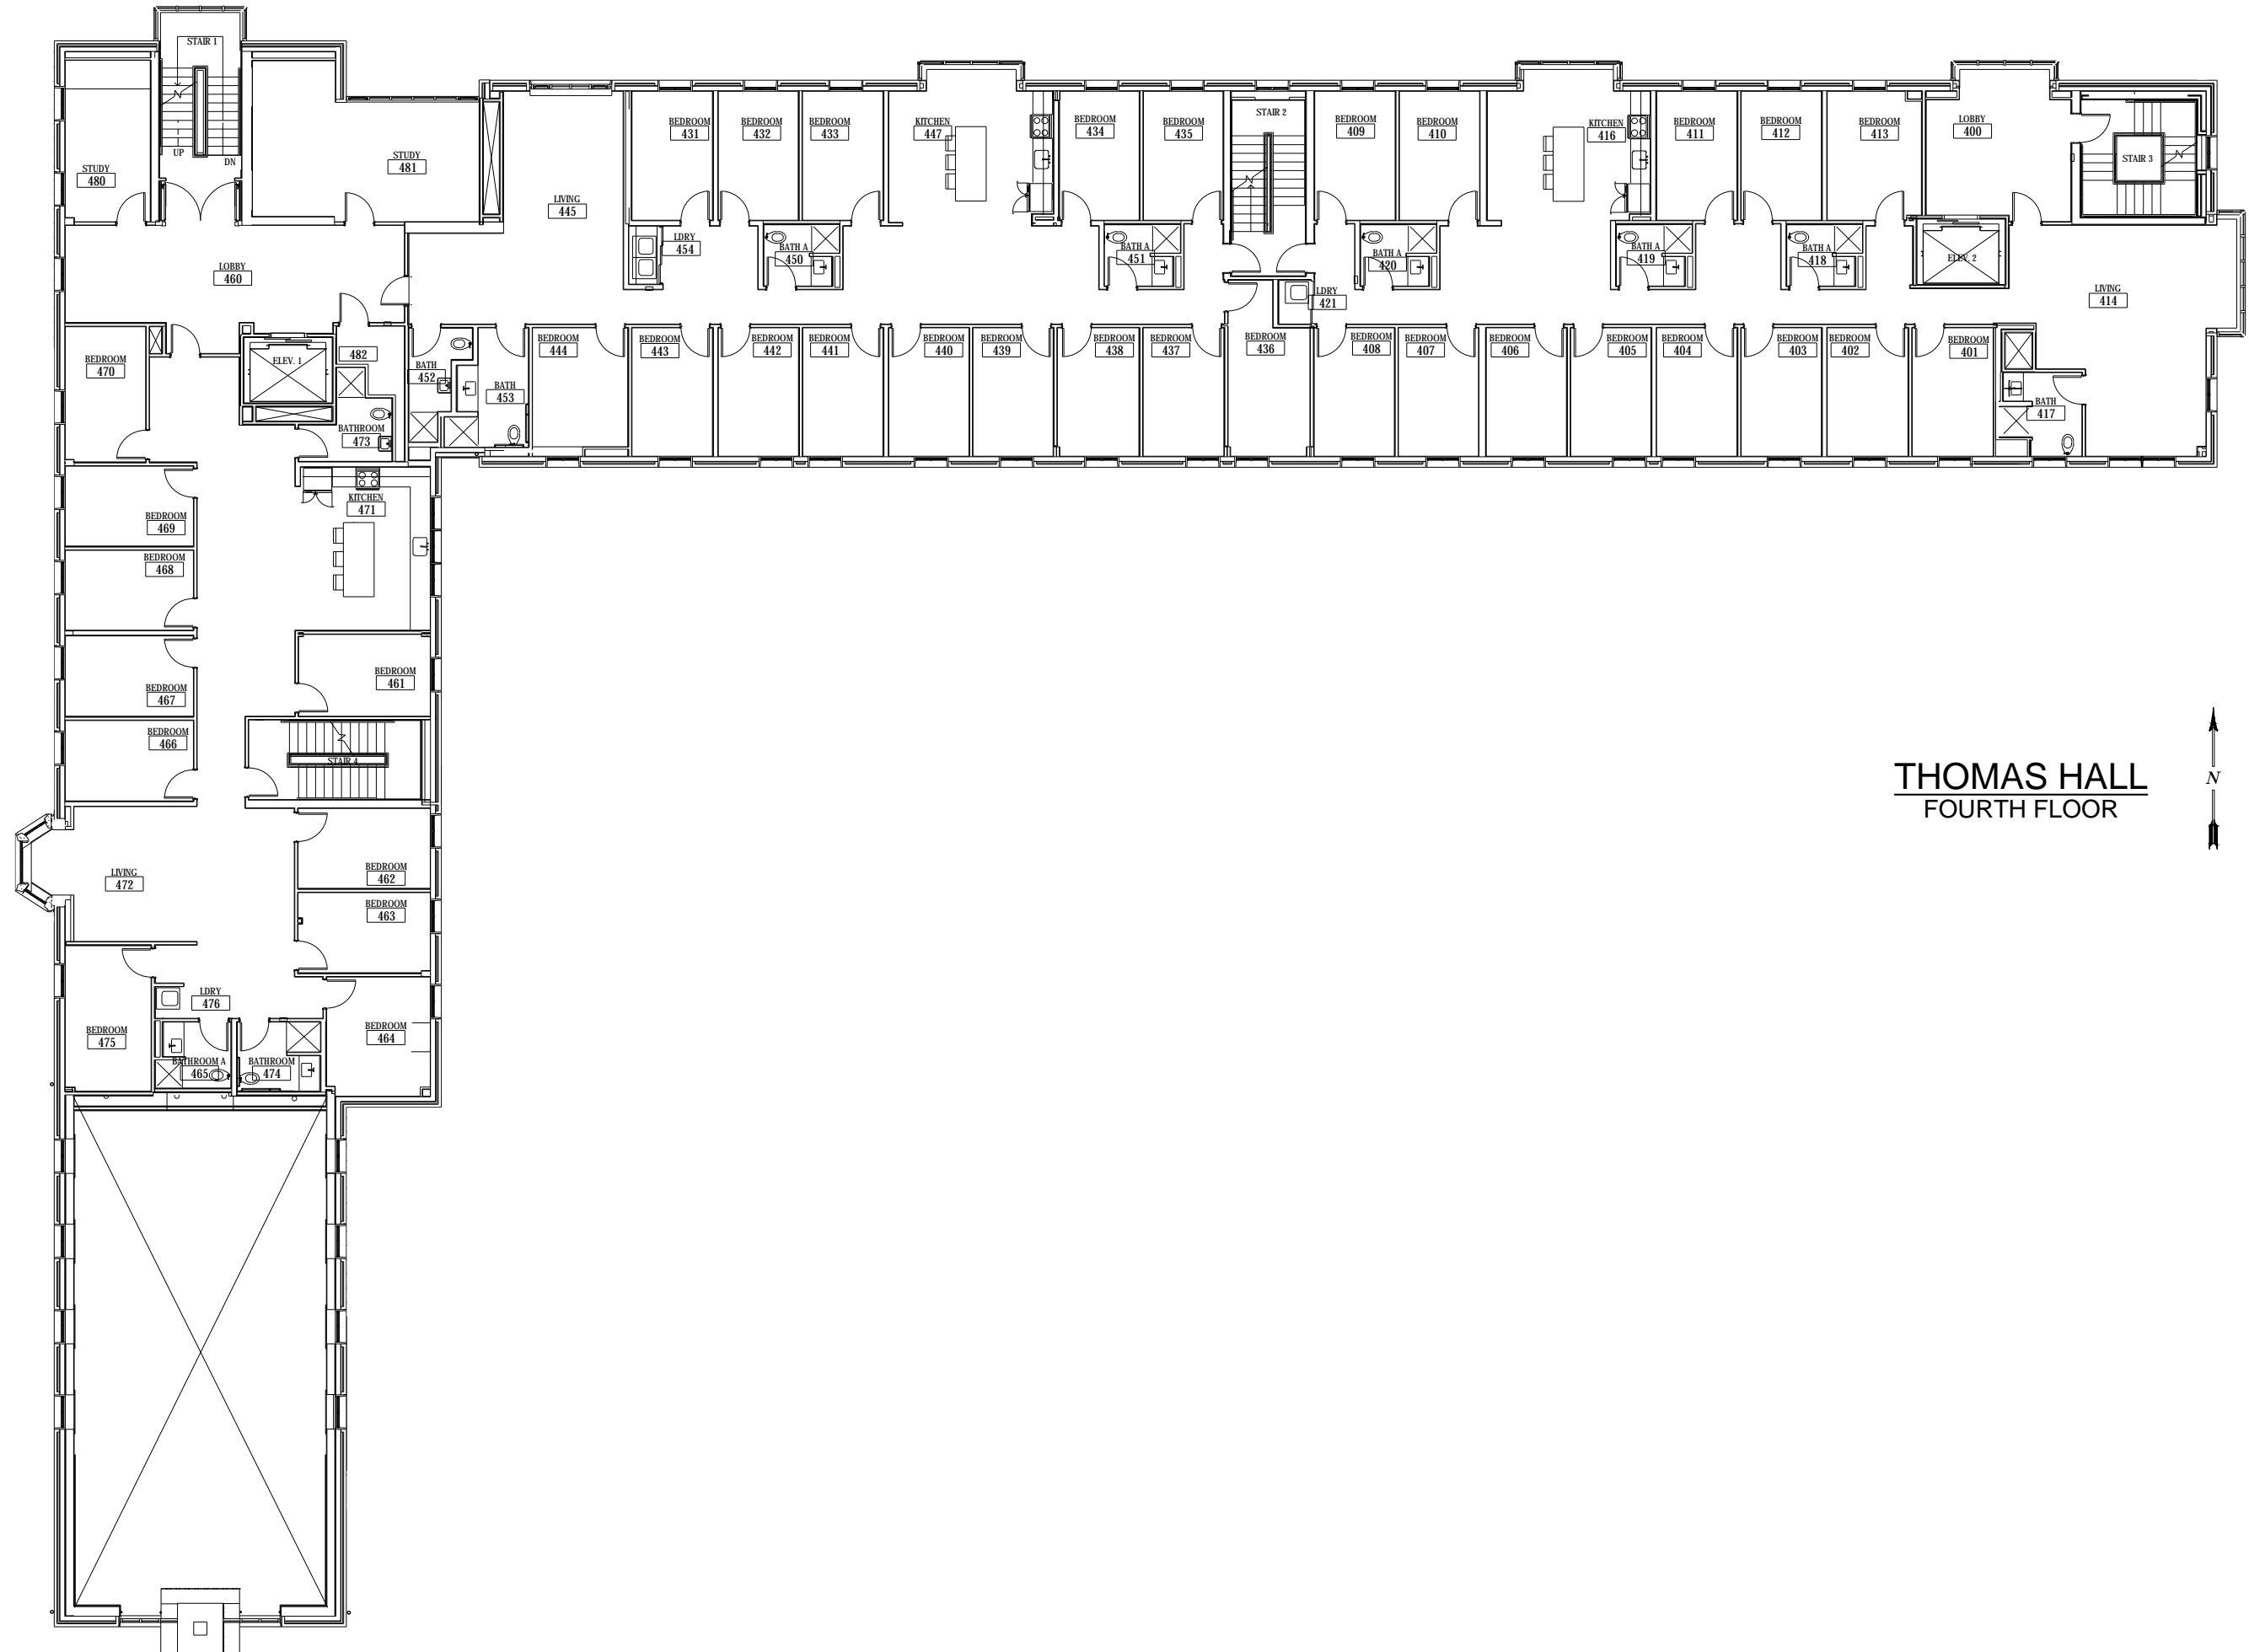 STAIR 1
UP
DN
STUDY
480
STUDY
481
LIVING
445
BEDROOM
431
BEDROOM
432
BEDROOM
433
KITCHEN
447
BEDROOM
434
BEDROOM
435
STAIR 2
BEDROOM
409
BEDROOM
410
KITCHEN
416
BEDROOM
411
BEDROOM
412
BEDROOM
413
LOBBY
400
STAIR 3
LDRY
454
BATH A
450
BATH A
451
BATH A
420
BATH A
419
BATH A
418
ELEV. 2
LOBBY
460
LDRY
421
LIVING
414
BEDROOM
470
ELEV. 1
482
BATH
452
BATH
453
BEDROOM
444
BEDROOM
443
BEDROOM
442
BEDROOM
441
BEDROOM
440
BEDROOM
439
BEDROOM
438
BEDROOM
437
BEDROOM
436
BEDROOM
408
BEDROOM
407
BEDROOM
406
BEDROOM
405
BEDROOM
404
BEDROOM
403
BEDROOM
402
BEDROOM
401
BATH
417
BATHROOM
473
KITCHEN
471
BEDROOM
469
BEDROOM
468
BEDROOM
467
BEDROOM
461
BEDROOM
466
STAIR 4
THOMAS HALL
FOURTH FLOOR
N
LIVING
472
BEDROOM
462
BEDROOM
463
LDRY
476
BEDROOM
475
BEDROOM
464
BATHROOM A
465
BATHROOM
474